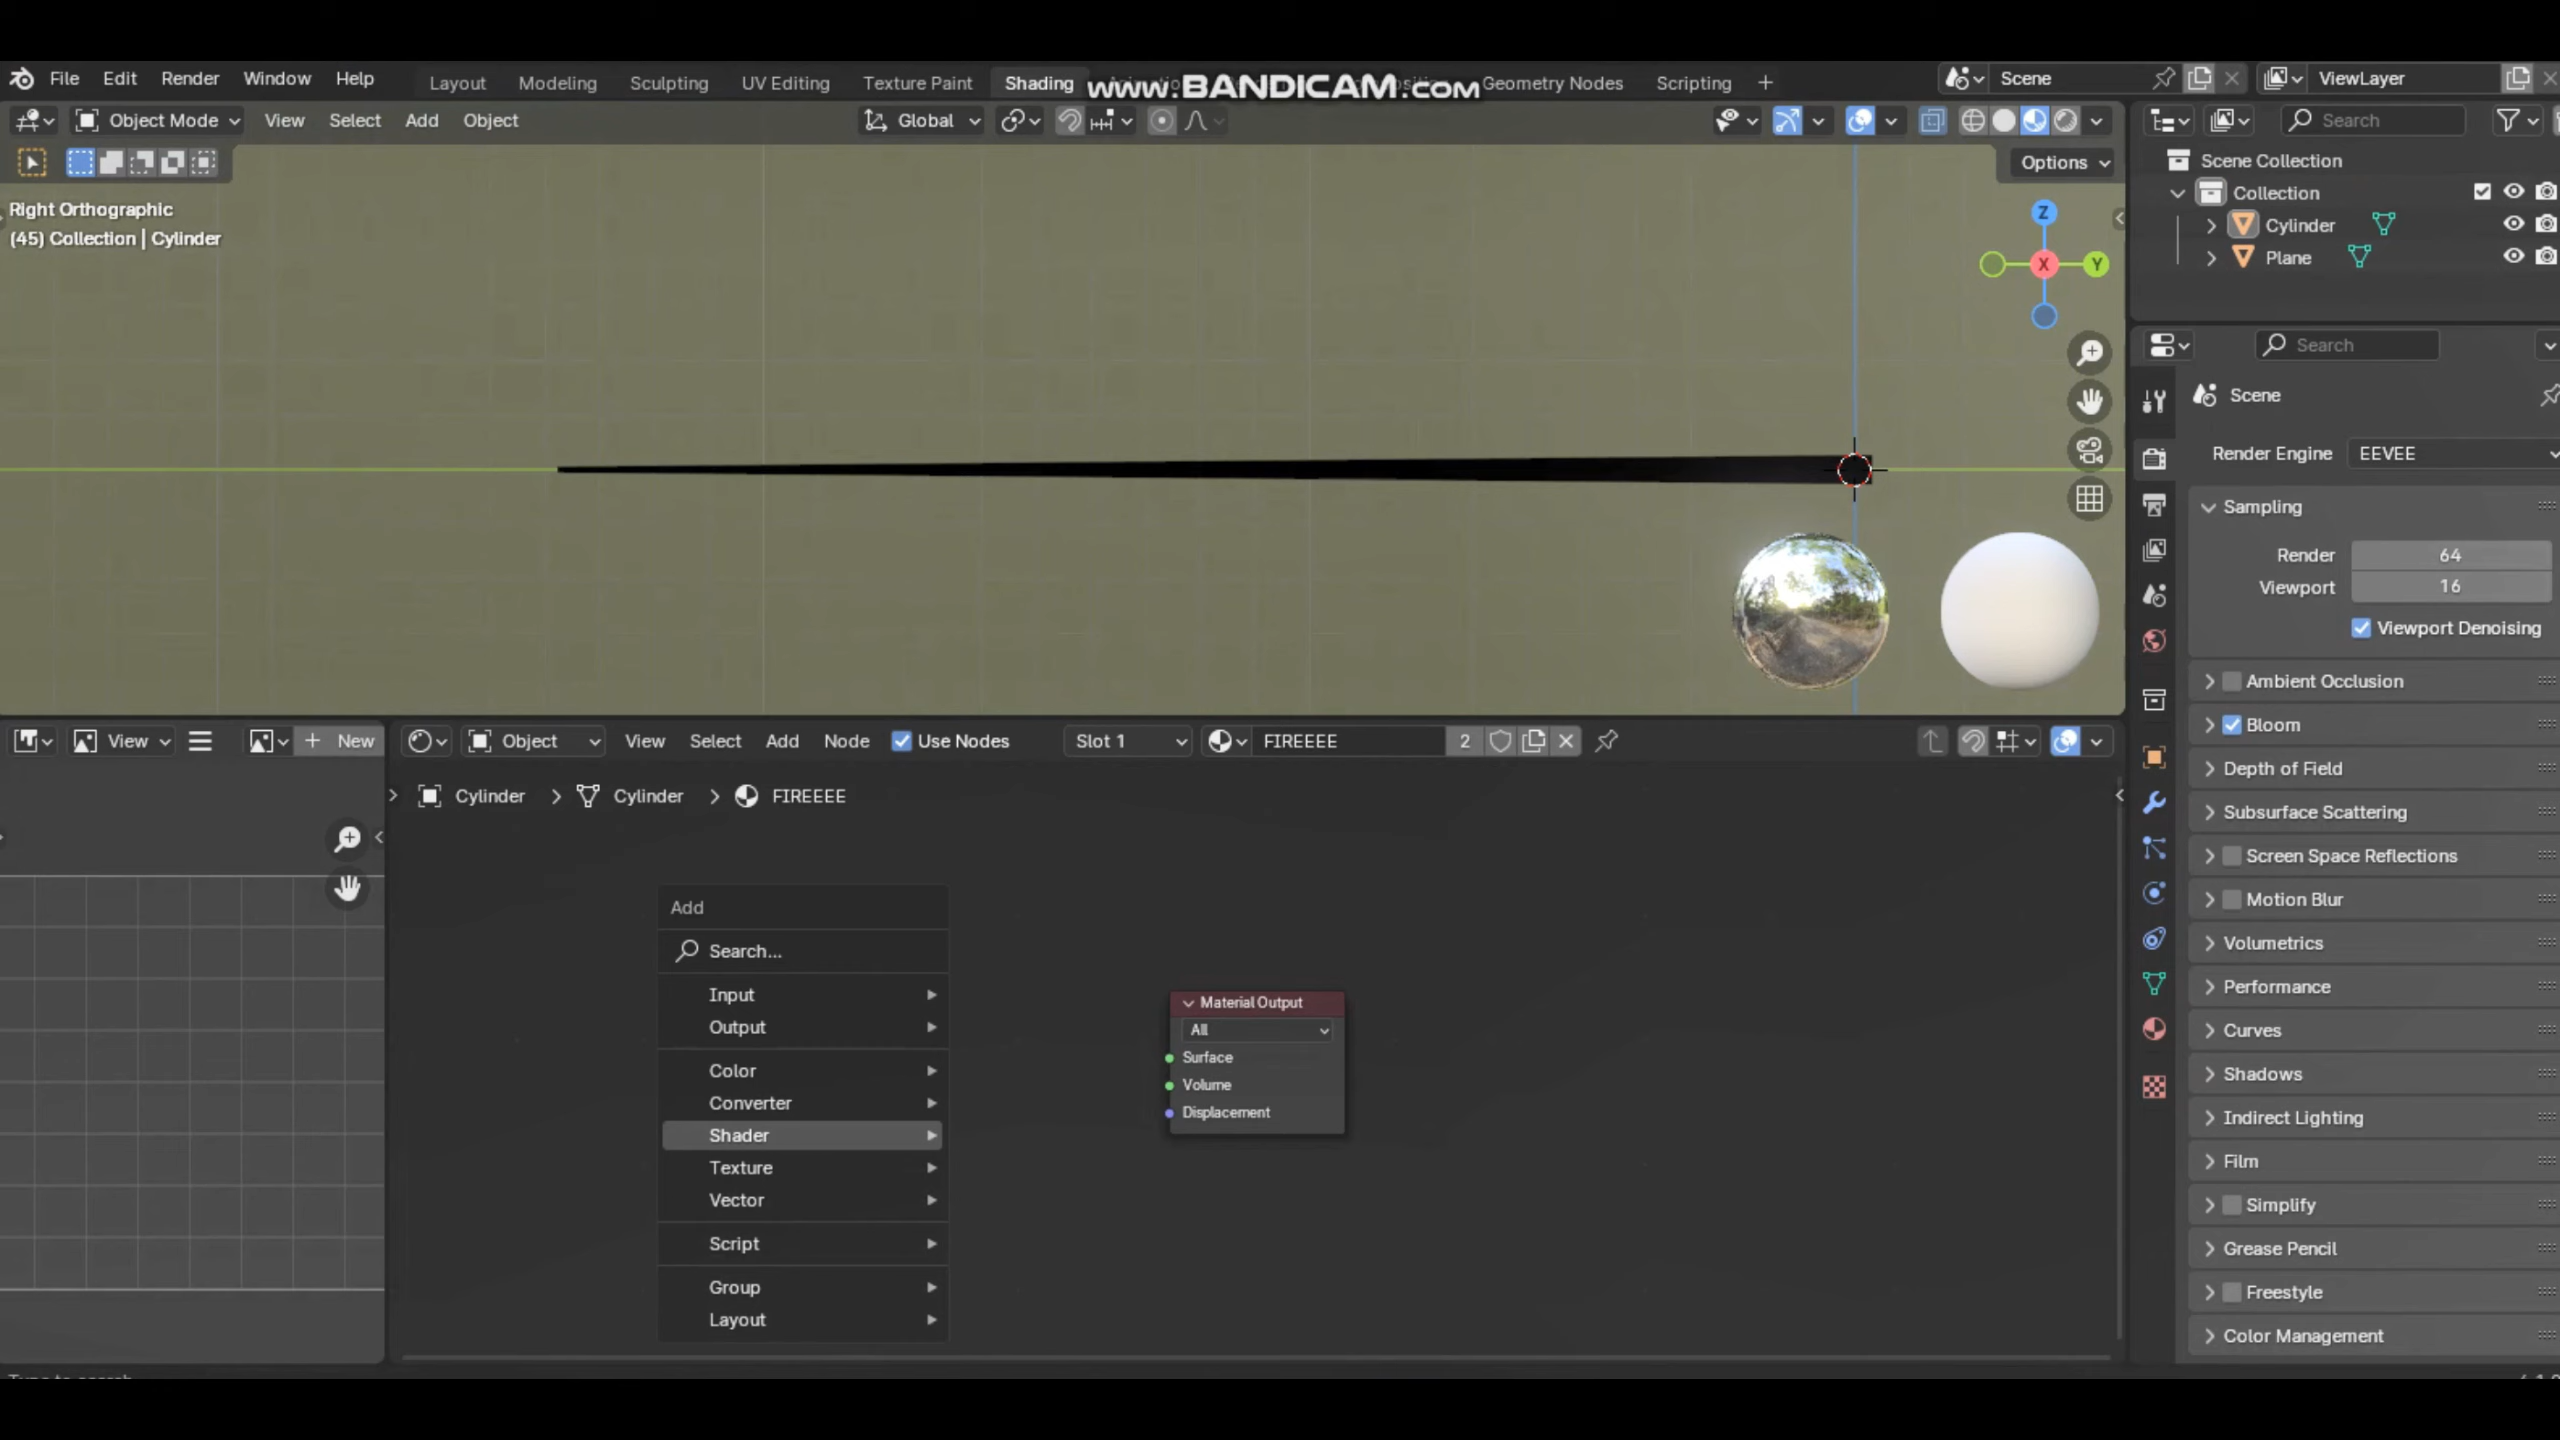 File Edit Render Window Help
Layout Modeling Sculpting UV Editing Texture Paint Shading
www.BANDICAM.com
Geometry Nodes Scripting +
Scene
ViewLayer
Object Mode View Select Add Object
Global
Search
Options
Right Orthographic
(45) Collection | Cylinder
Z
X
Y
Scene Collection
Collection
Cylinder
Plane
Search
Scene
Render Engine EEVEE
Sampling
Render 64
Viewport 16
Viewport Denoising
Ambient Occlusion
Bloom
Depth of Field
Subsurface Scattering
Screen Space Reflections
Motion Blur
Volumetrics
Performance
Curves
Shadows
Indirect Lighting
Film
Simplify
Grease Pencil
Freestyle
Color Management
View
+ New
Object View Select Add Node Use Nodes Slot 1 FIREEEE 2
Cylinder > Cylinder > FIREEEE
Add
Search...
Input
Output
Color
Converter
Shader
Texture
Vector
Script
Group
Layout
Material Output
All
Surface
Volume
Displacement